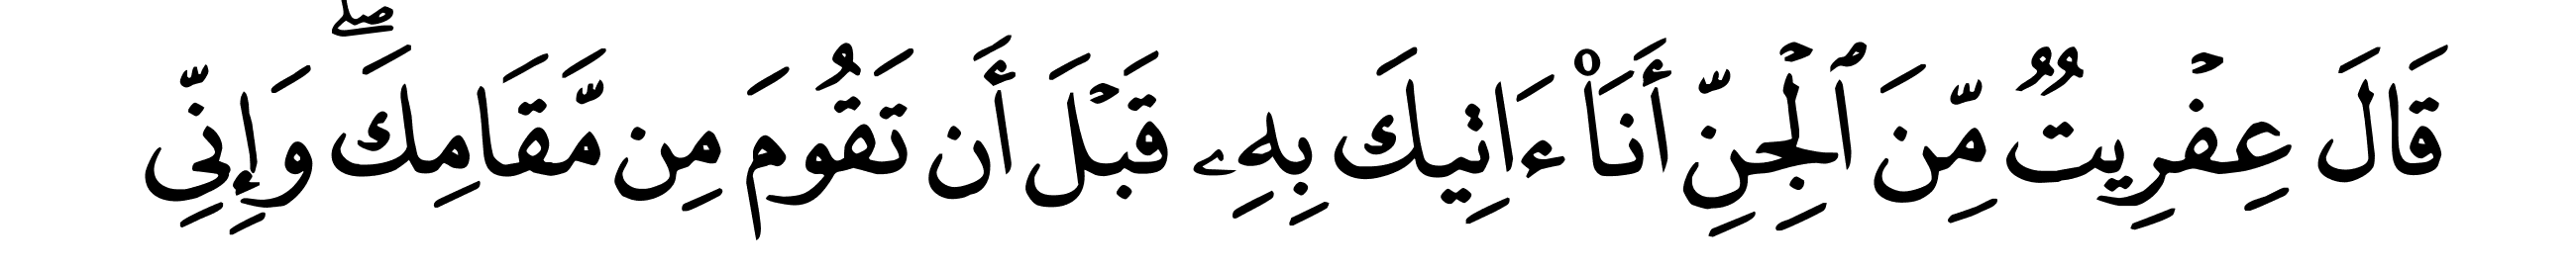 قَالَ عِفۡرِيتٞ مِّنَ ٱلۡجِنِّ أَنَا۠ ءَاتِيكَ بِهِۦ قَبۡلَ أَن تَقُومَ مِن مَّقَامِكَۖ وَإِنِّي